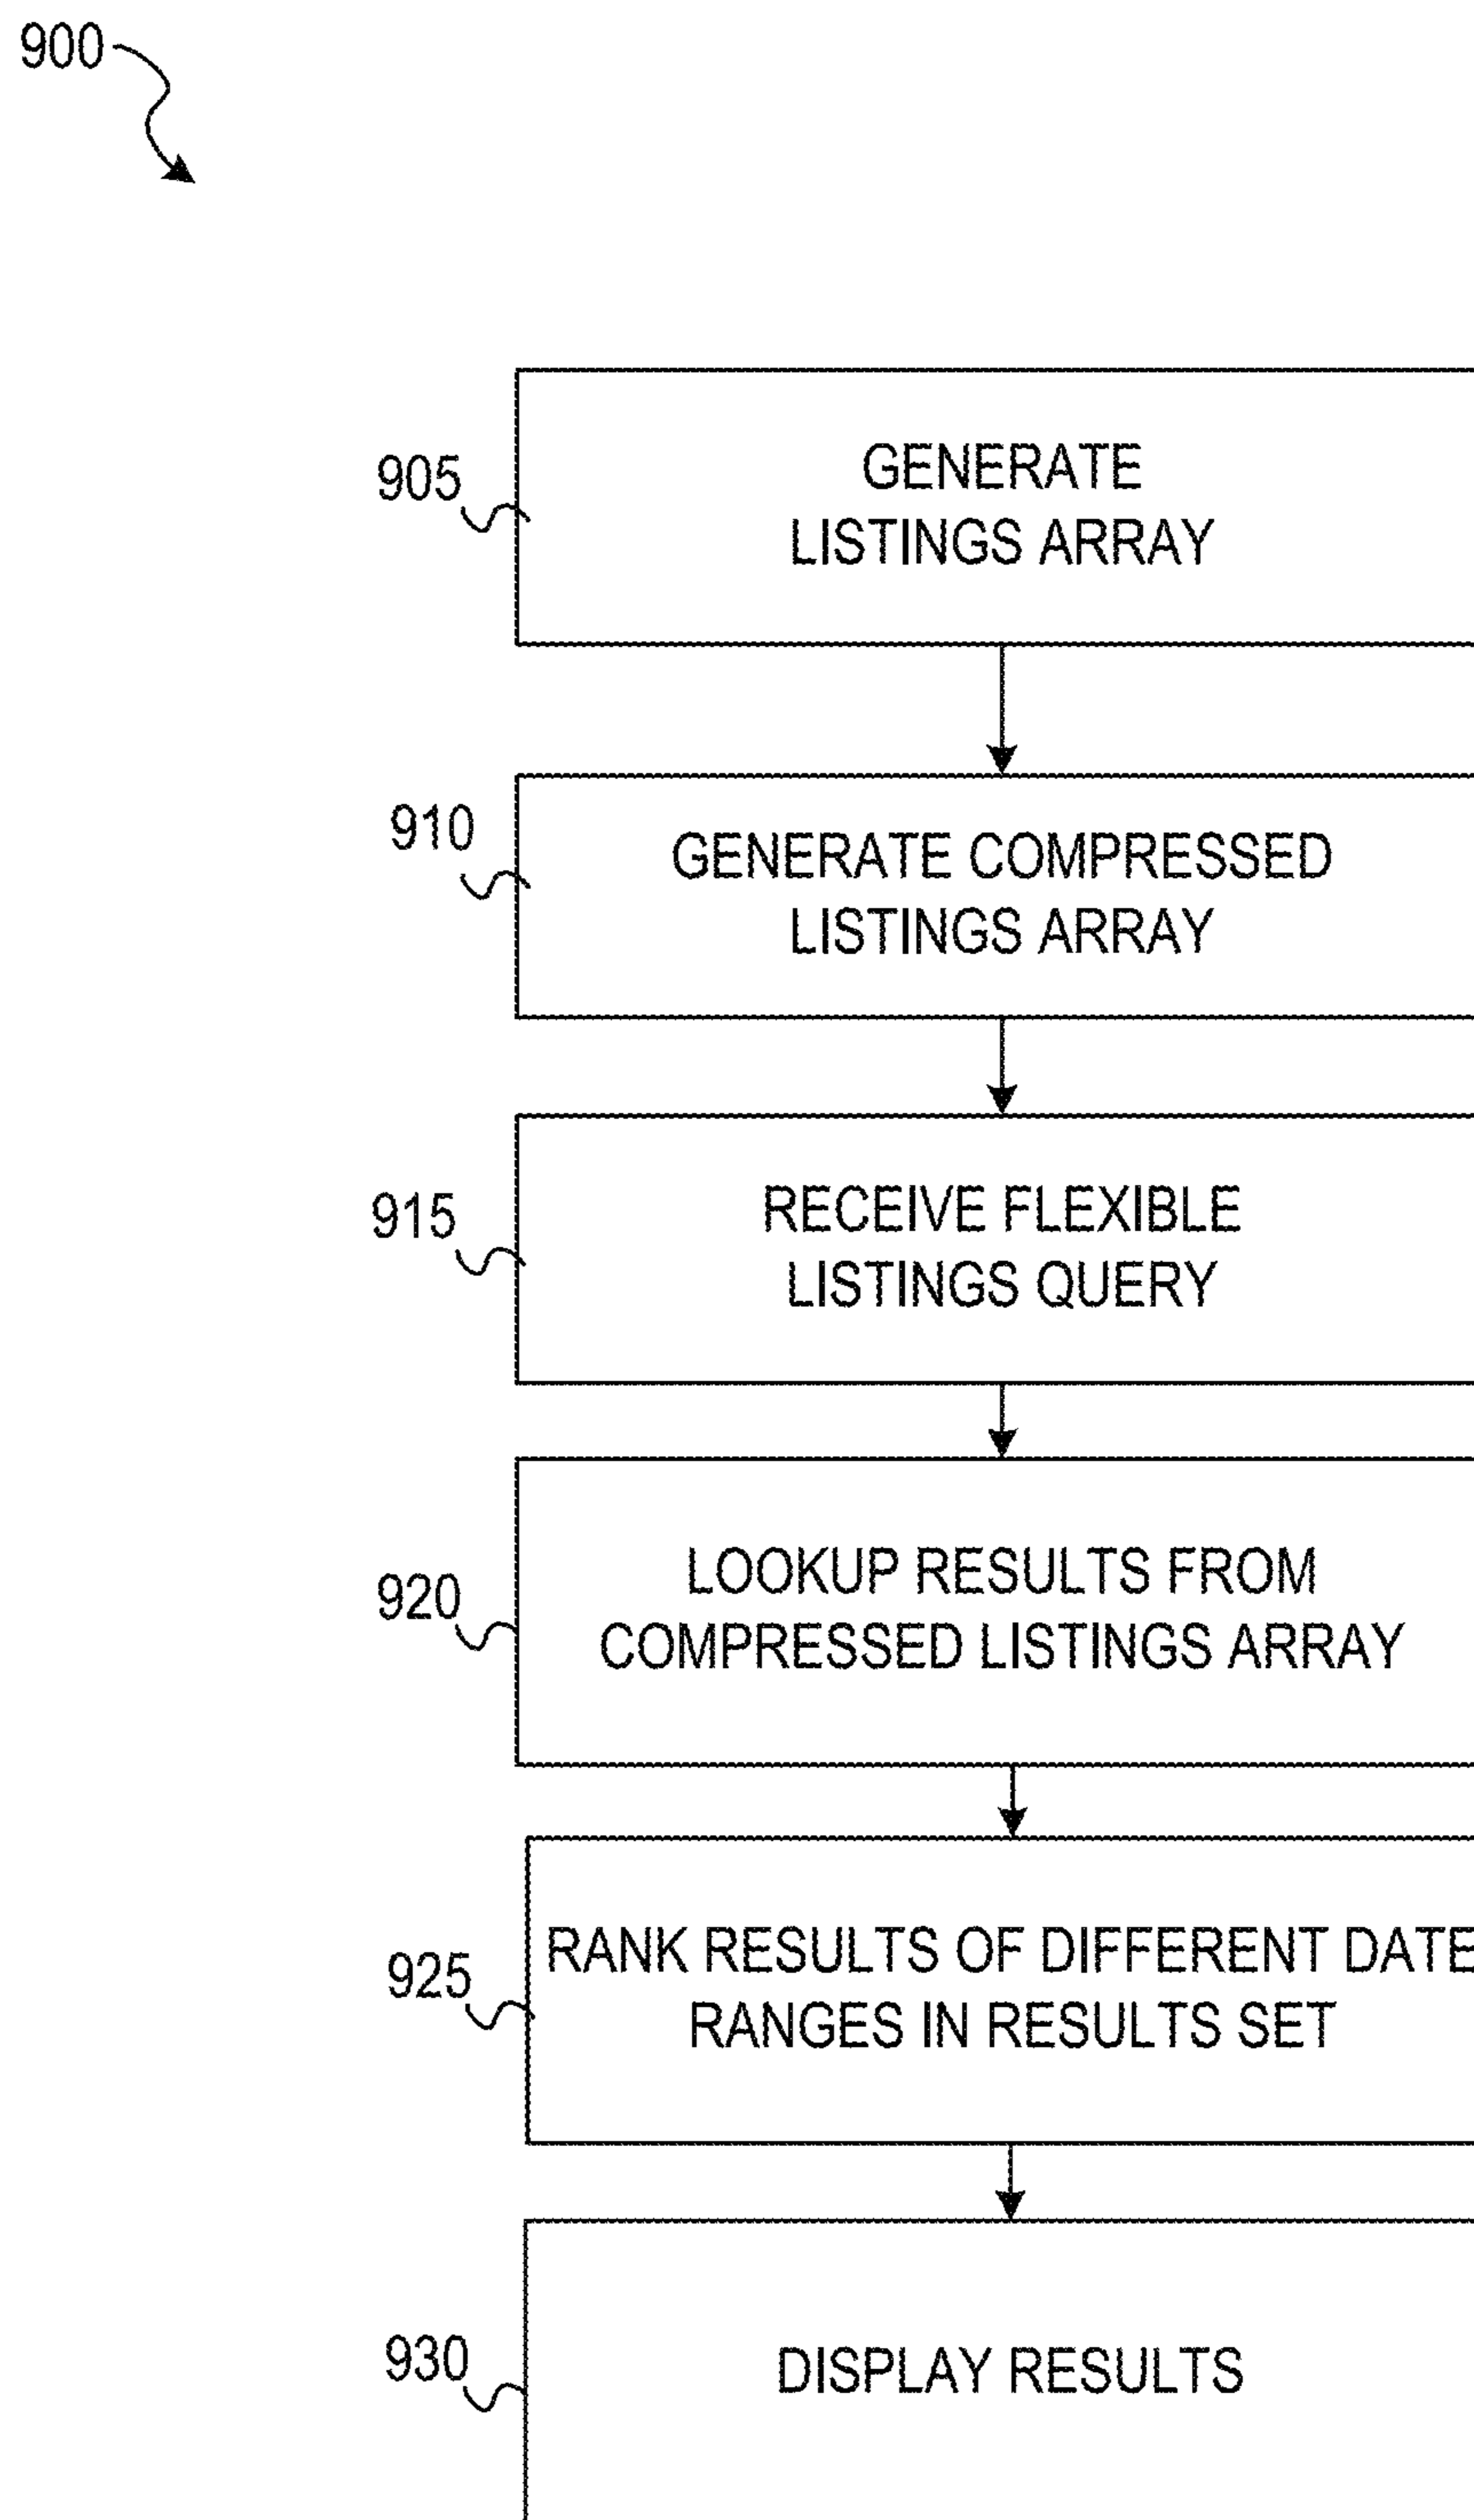 900
905
GENERATE
LISTINGS ARRAY
910
GENERATE COMPRESSED
LISTINGS ARRAY
915
RECEIVE FLEXIBLE
LISTINGS QUERY
920
LOOKUP RESULTS FROM
COMPRESSED LISTINGS ARRAY
925
RANK RESULTS OF DIFFERENT DATE
RANGES IN RESULTS SET
930
DISPLAY RESULTS